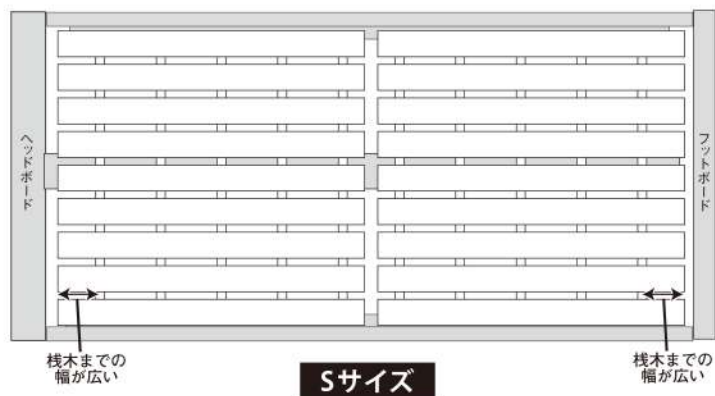 ヘッドボード
フットボード
桟木までの
幅が広い
桟木までの
幅が広い
Sサイズ